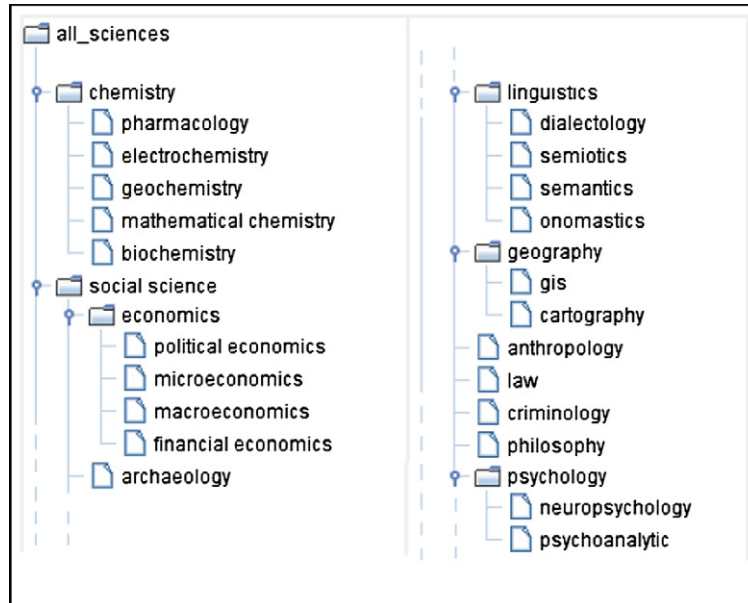 all_sciences
chemistry
pharmacology
electrochemistry
geochemistry
mathematical chemistry
biochemistry
social science
economics
political economics
microeconomics
macroeconomics
financial economics
archaeology
linguistics
dialectology
semiotics
semantics
onomastics
geography
gis
cartography
anthropology
law
criminology
philosophy
psychology
neuropsychology
psychoanalytic